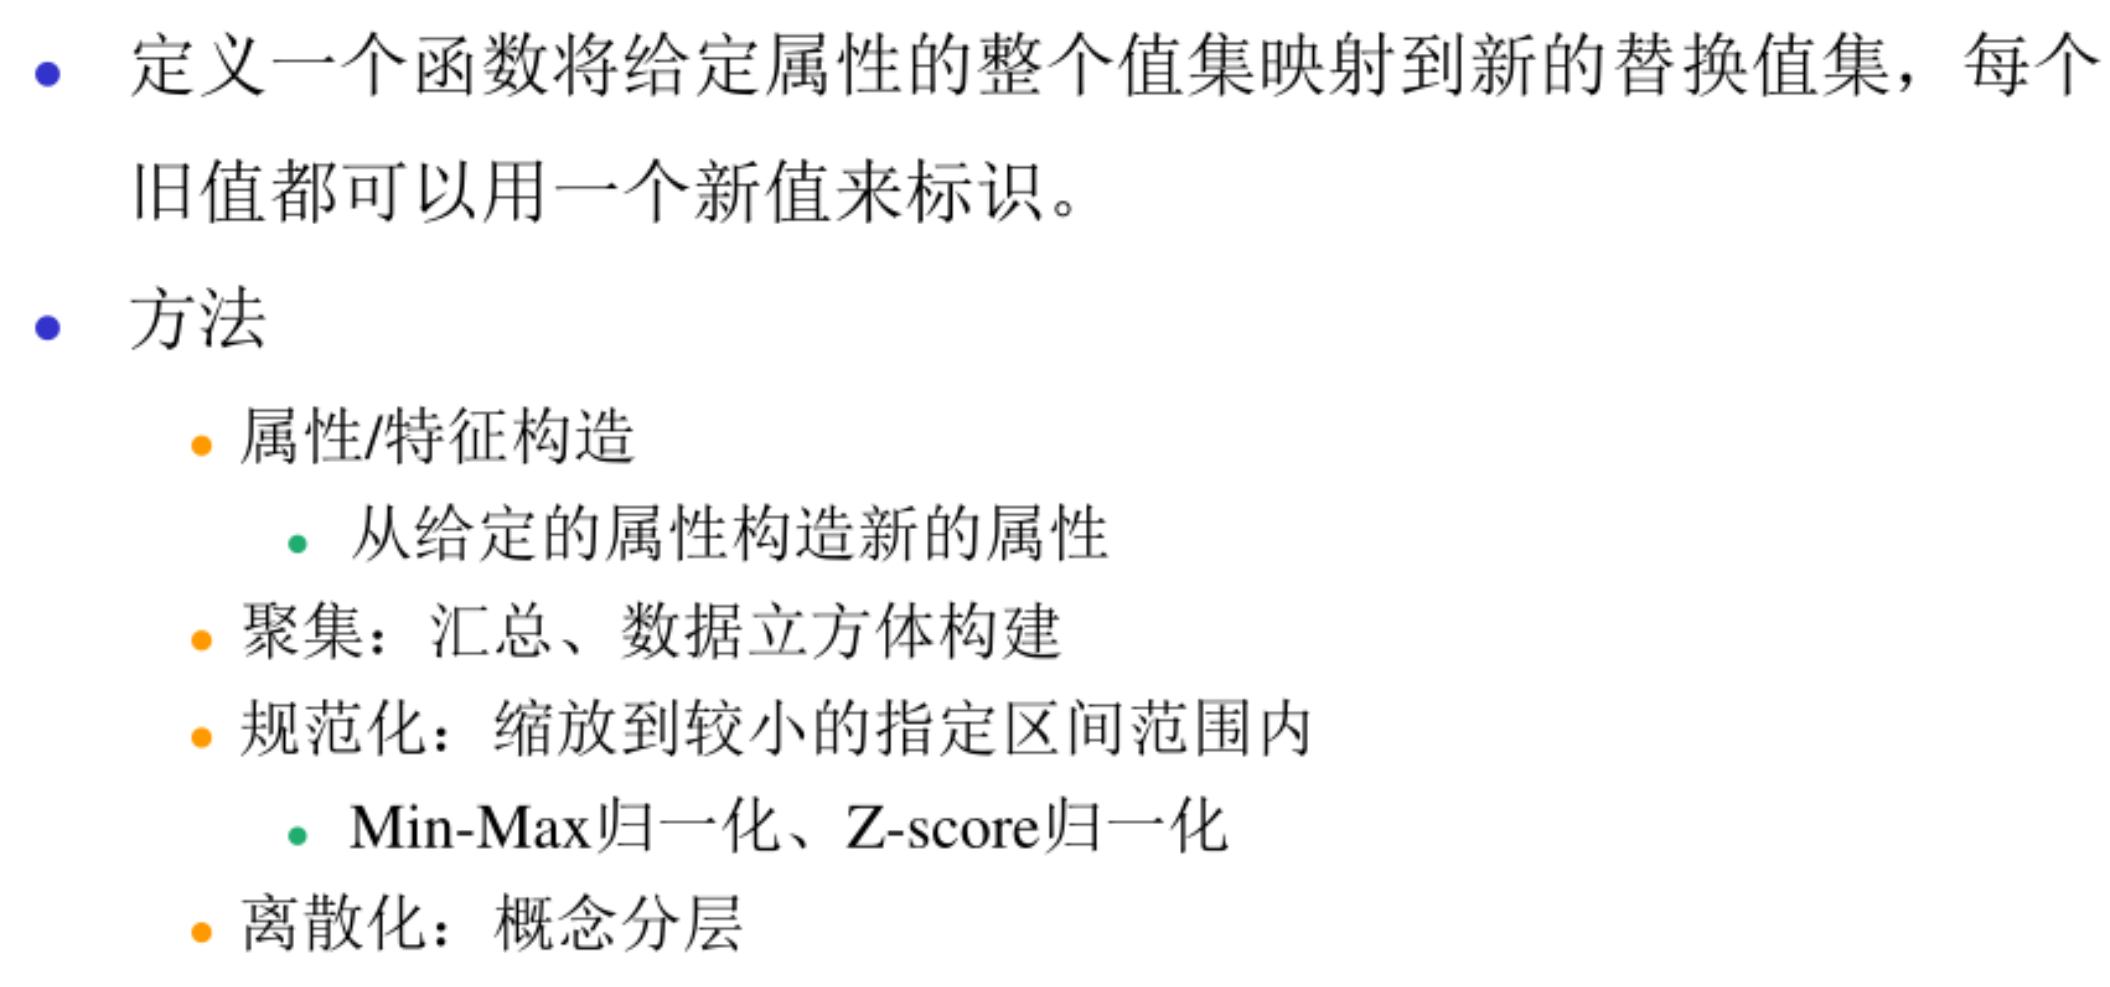 定义一个函数将给定属性的整个值集映射到新的替换值集，每个
旧值都可以用一个新值来标识。
方法
属性/特征构造
从给定的属性构造新的属性
聚集：汇总、数据立方体构建
规范化：缩放到较小的指定区间范围内
Min-Max归一化、Z-score归一化
离散化：概念分层